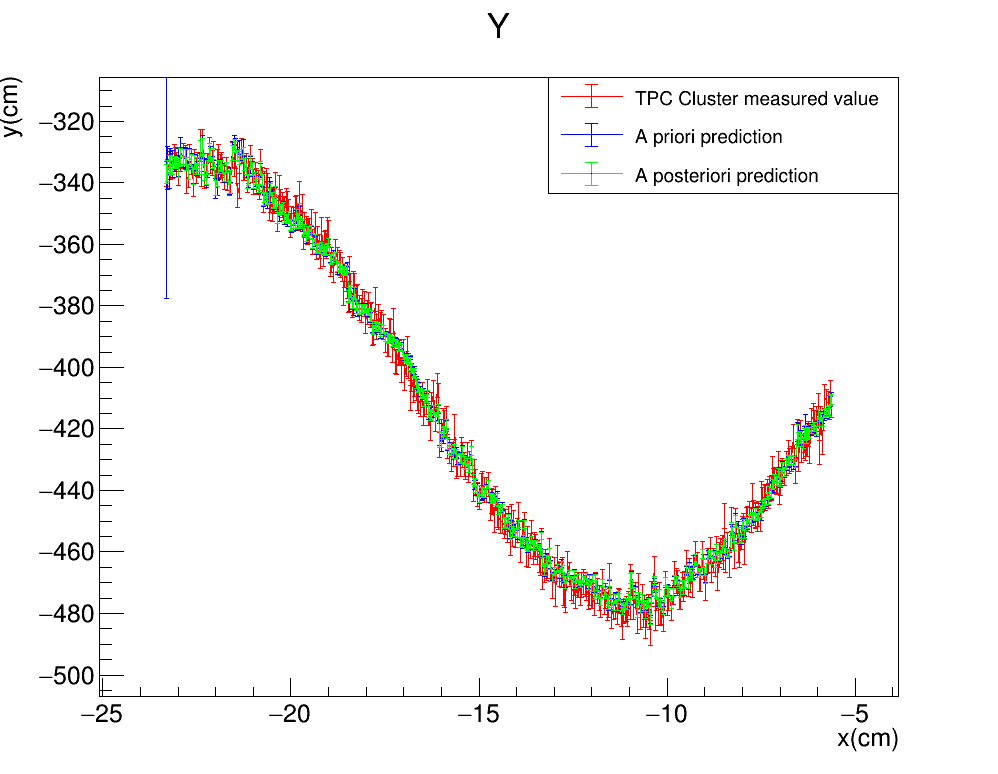 Y
y(cm)
TPC Cluster measured value
A priori prediction
A posteriori prediction
−320
−340
−360
−380
−400
−420
−440
−460
−480
−500
−25 −20 −15 −10 −5
x(cm)